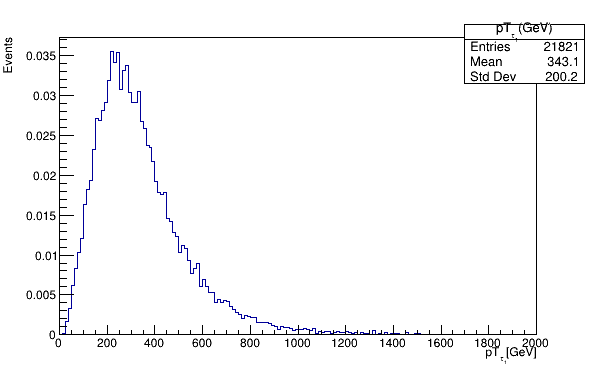 pT_τ₁(GeV)
Entries 21821
Mean 343.1
Std Dev 200.2
Events
0.035
0.03
0.025
0.02
0.015
0.01
0.005
0
0 200 400 600 800 1000 1200 1400 1600 1800 2000
pT_τ₁[GeV]